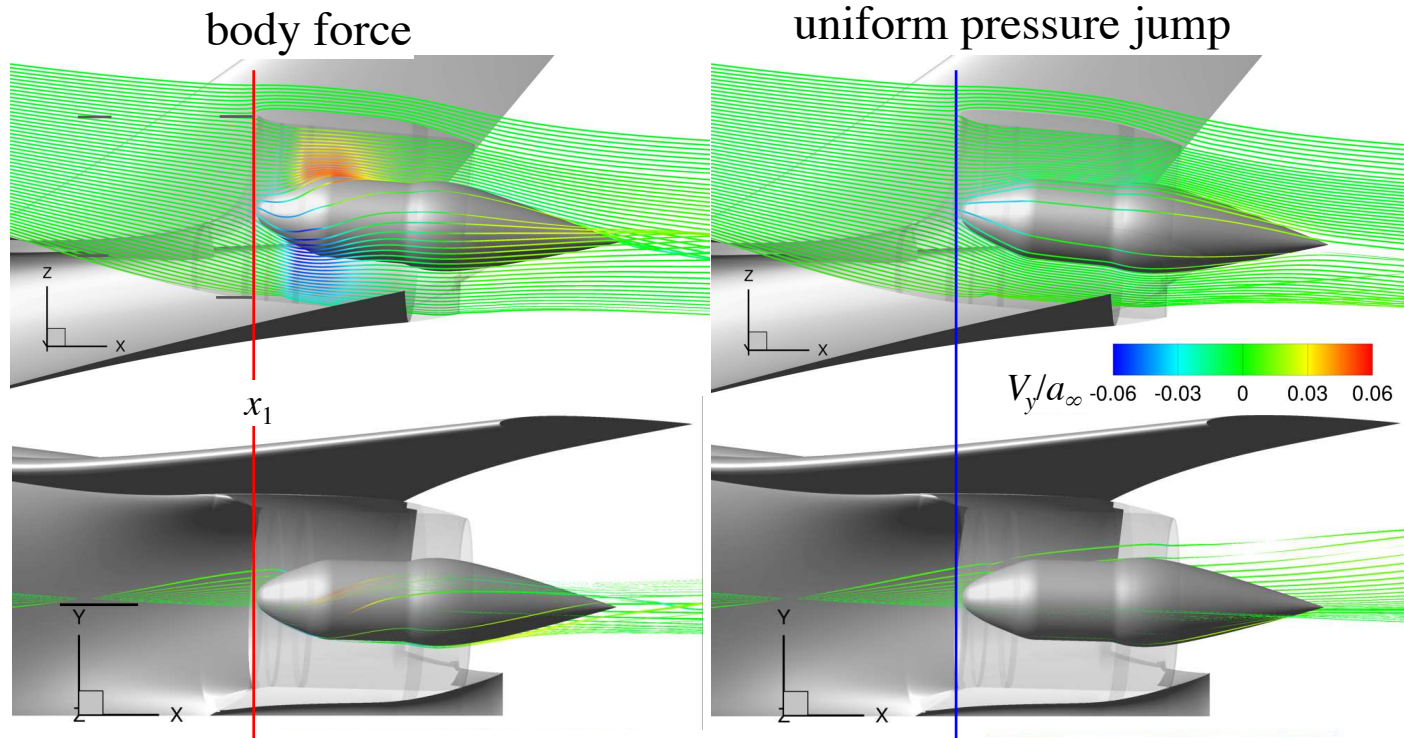 body force
uniform pressure jump
Z
Y
X
Z
Y
X
V_y/a_∞
-0.06 -0.03 0 0.03 0.06
x_1
Y
Z
X
Y
Z
X